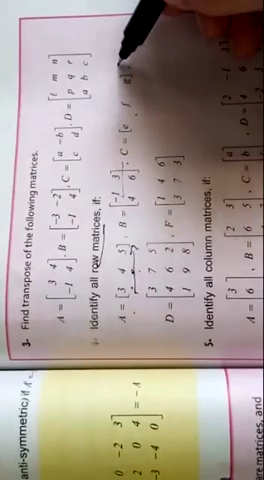 3- Find transpose of the following matrices.
A = [3 4; -1 4], B = [-3 -2; -1 4], C = [a -b; c d], D = [l m n; p q r; a b c]
4- Identify all row matrices, if:
A = [3 4 5], B = [-1 3; 4 6], C = [e f g],
D = [3 7 5; 4 6 2; 1 9 8], F = [1 4 6; 3 7 3]
5- Identify all column matrices, if:
A = [3; 6], B = [2 3; 6 5], C = [a; b], [2 -1 3; 4 6
anti-symmetric) if
0 -2 3
2 0 4
-3 -4 0] = -A
are matrices, and